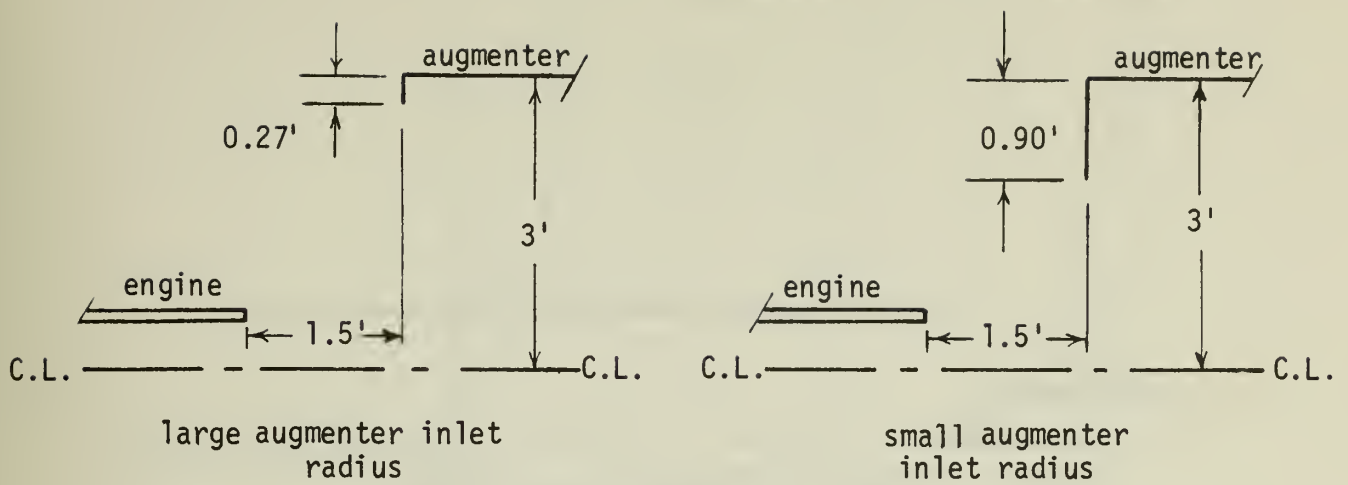 augmenter
0.27'
3'
engine
1.5'
C.L.
C.L.
large augmenter inlet
radius
augmenter
0.90'
3'
engine
1.5'
C.L.
C.L.
small augmenter
inlet radius